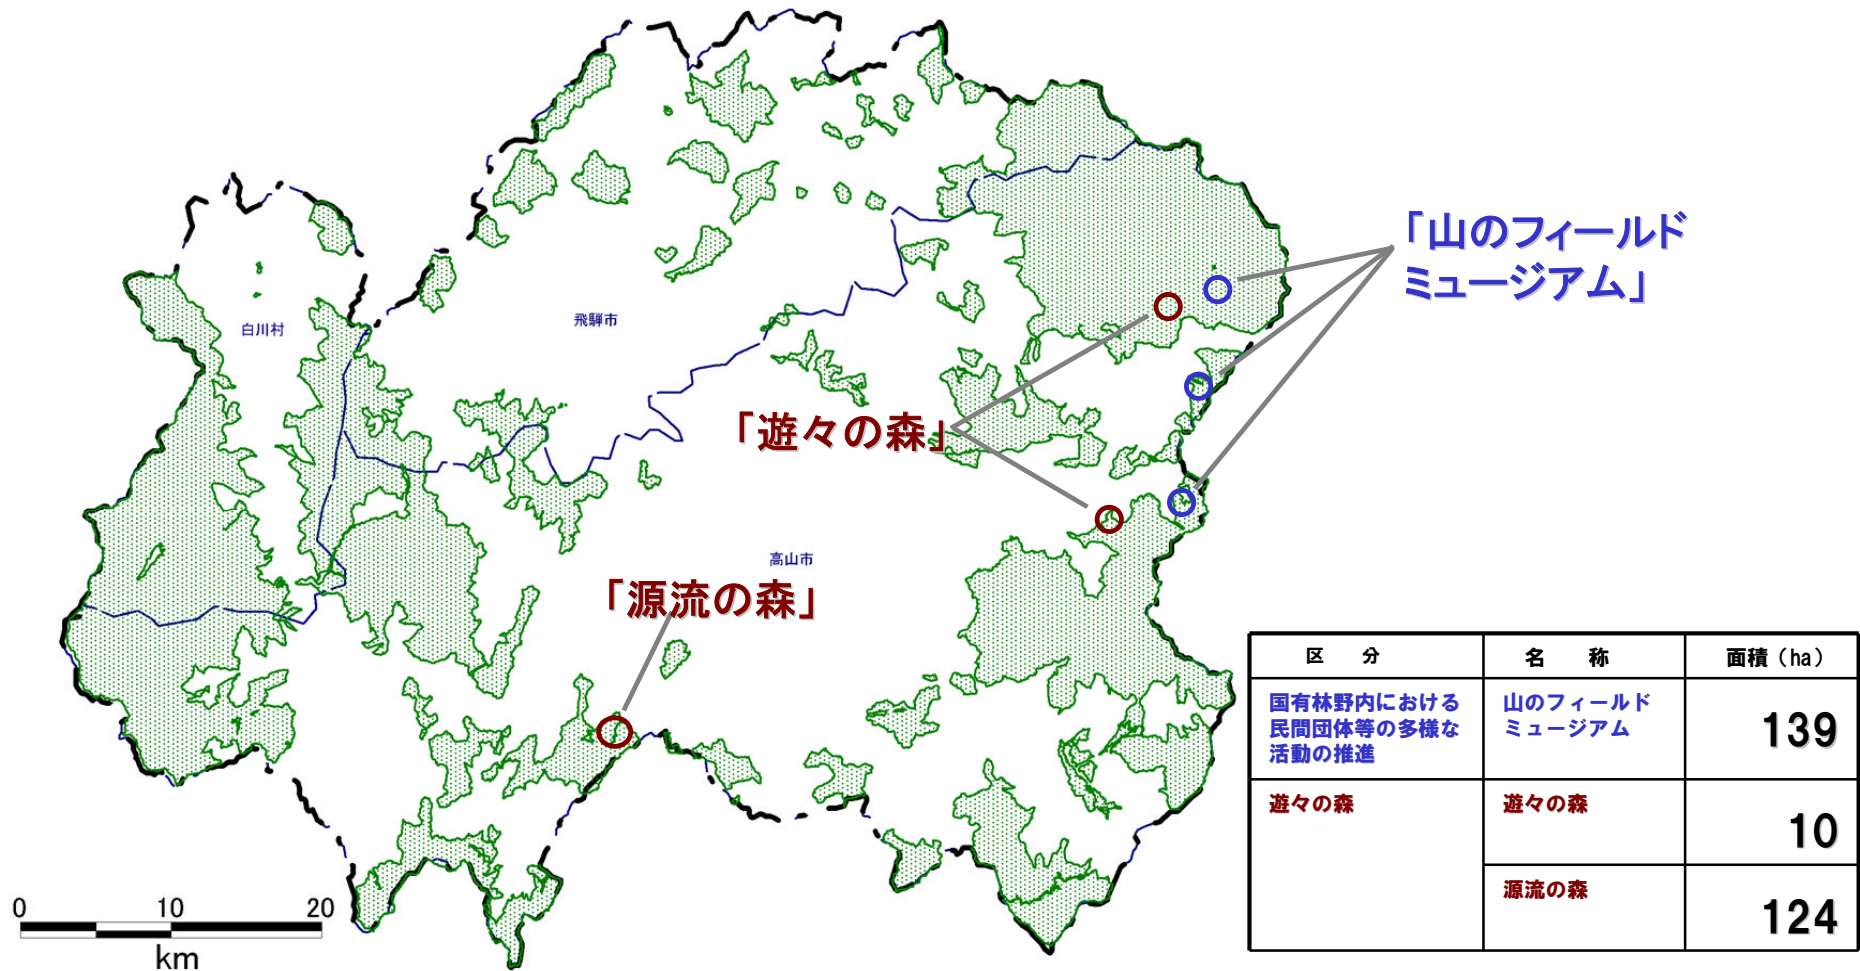 「山のフィールド
ミュージアム」
白川村
飛騨市
「遊々の森」
高山市
「源流の森」
区 分 名 称 面積（ha）
国有林野内における
民間団体等の多様な
活動の推進
山のフィールド
ミュージアム
139
遊々の森
遊々の森
10
源流の森
124
0 10 20
km